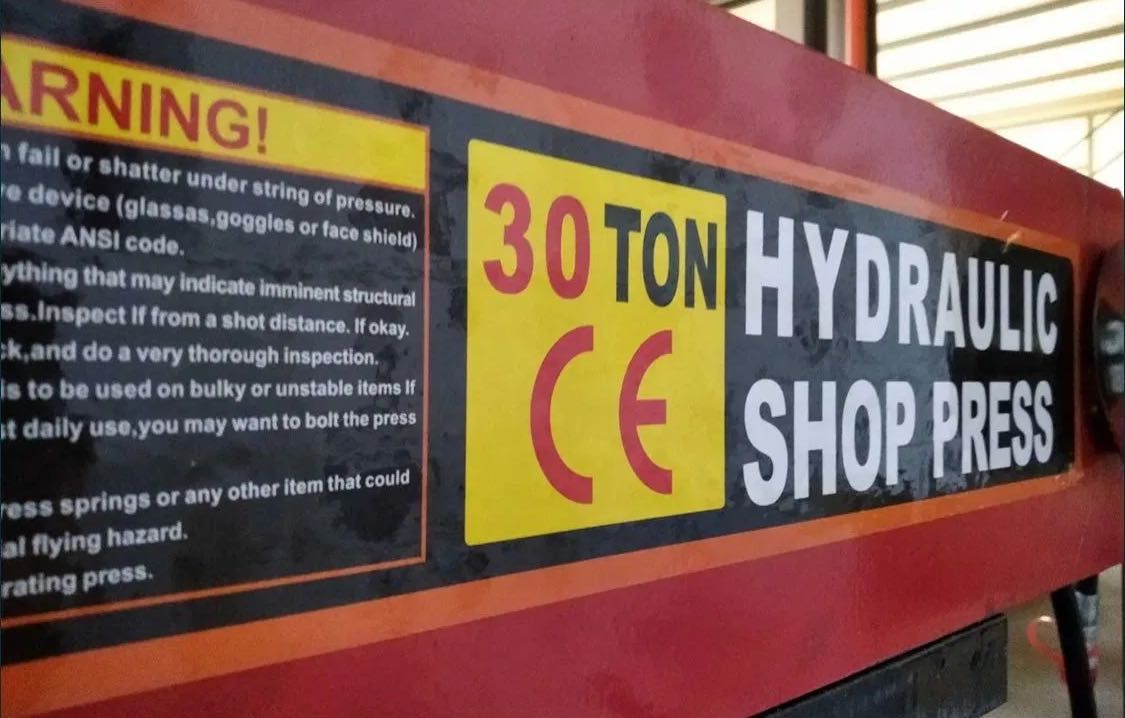 ARNING!
fail or shatter under string of pressure.
device (glassas,goggles or face shield)
riate ANSI code.
ything that may indicate imminent structural
ss.Inspect If from a shot distance. If okay.
ck,and do a very thorough inspection.
is to be used on bulky or unstable items If
daily use,you may want to bolt the press
ress springs or any other item that could
al flying hazard.
rating press.
30 TON
CE
HYDRAULIC
SHOP PRESS